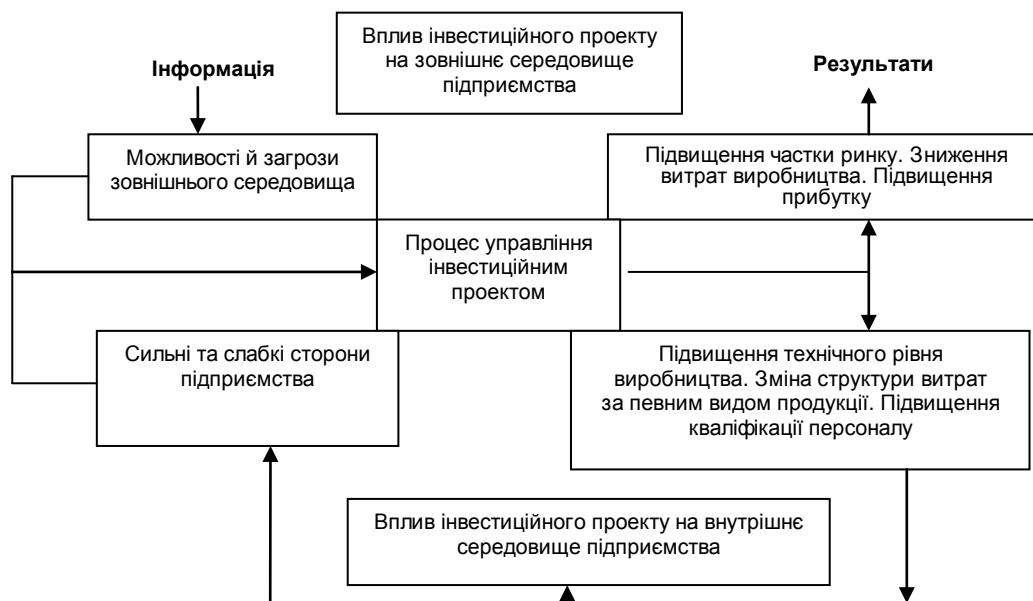 Вплив інвестиційного проекту
на зовнішнє середовище
підприємства
Інформація
Результати
Можливості й загрози
зовнішнього середовища
Підвищення частки ринку. Зниження
витрат виробництва. Підвищення
прибутку
Процес управління
інвестиційним
проектом
Сильні та слабкі сторони
підприємства
Підвищення технічного рівня
виробництва. Зміна структури витрат
за певним видом продукції. Підвищення
кваліфікації персоналу
Вплив інвестиційного проекту на внутрішнє
середовище підприємства